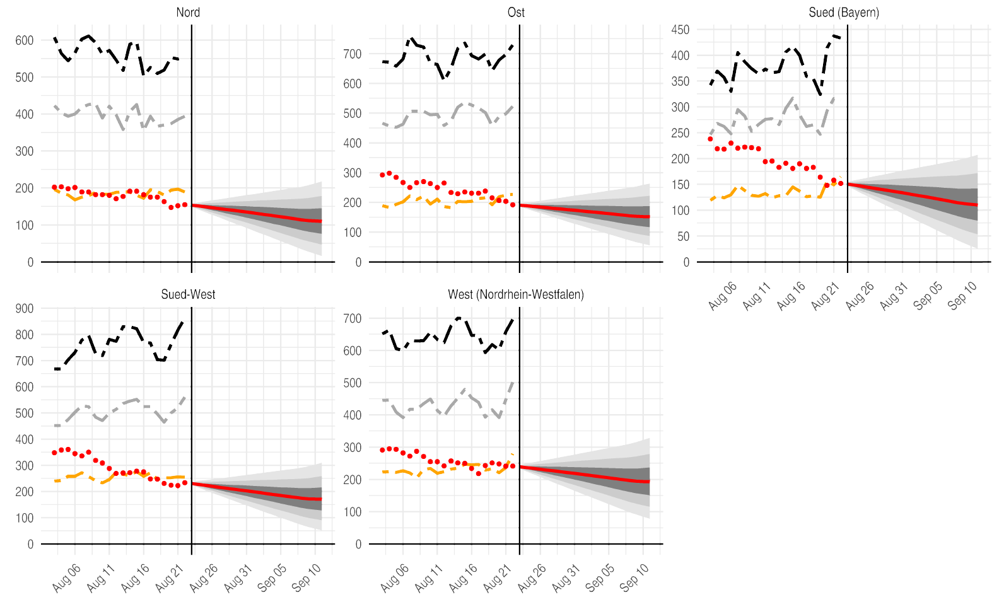 Nord
Ost
Sued (Bayern)
600
500
400
300
200
100
0
700
600
500
400
300
200
100
0
450
400
350
300
250
200
150
100
50
0
Aug 06
Aug 11
Aug 16
Aug 21
Aug 26
Aug 31
Sep 05
Sep 10
Sued-West
West (Nordrhein-Westfalen)
900
800
700
600
500
400
300
200
100
0
700
600
500
400
300
200
100
0
Aug 06
Aug 11
Aug 16
Aug 21
Aug 26
Aug 31
Sep 05
Sep 10
Aug 06
Aug 11
Aug 16
Aug 21
Aug 26
Aug 31
Sep 05
Sep 10